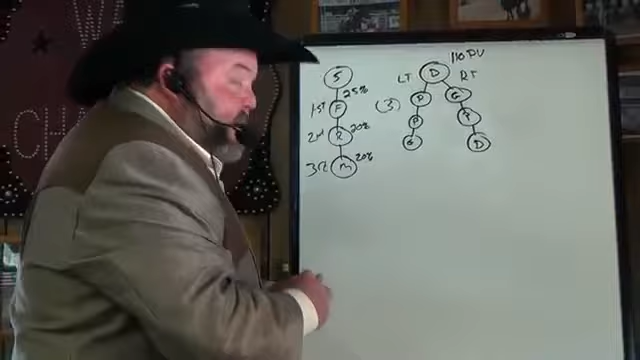 110 PV
S
LT
D
RT
25%
1st
F
(3)
P
G
2nd
R
20%
P
P
3rd
M
20%
G
D